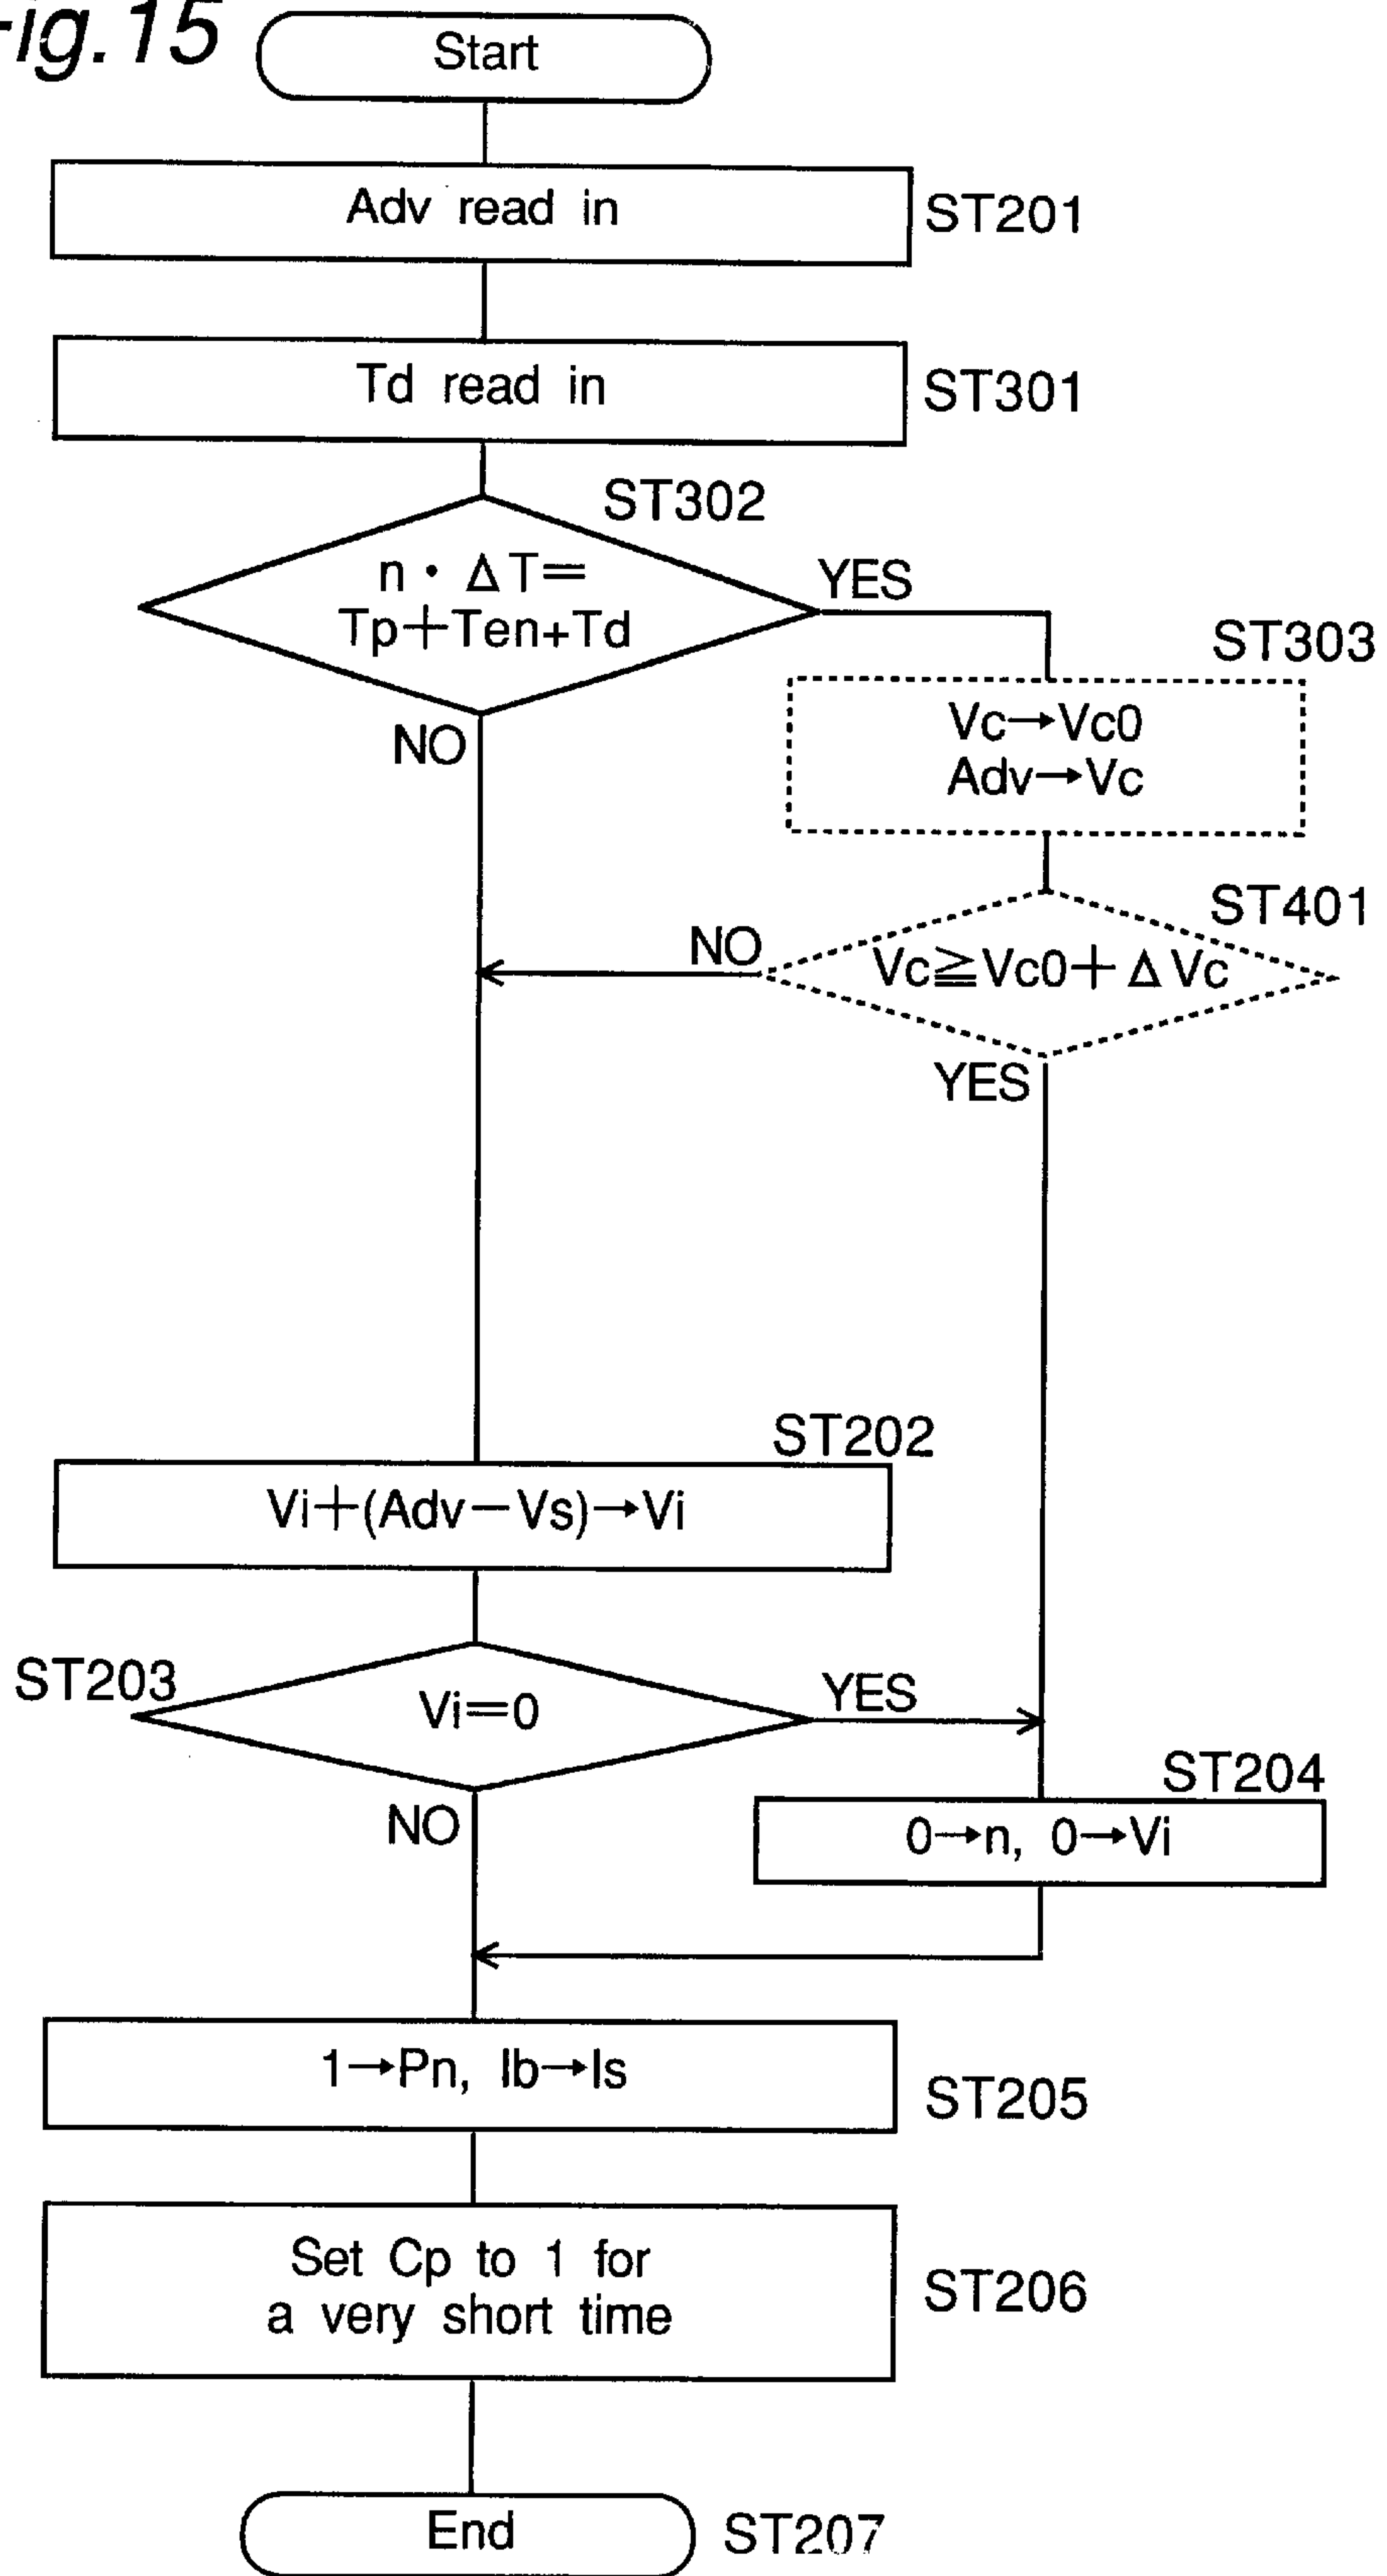 Fig.15
Start
Adv read in
ST201
Td read in
ST301
ST302
n · ΔT=
Tp+Ten+Td
YES
NO
ST303
Vc→Vc0
Adv→Vc
ST401
NO
Vc≧Vc0+ΔVc
YES
ST202
Vi+(Adv−Vs)→Vi
ST203
Vi=0
YES
NO
ST204
0→n, 0→Vi
1→Pn, Ib→Is
ST205
Set Cp to 1 for
a very short time
ST206
End
ST207